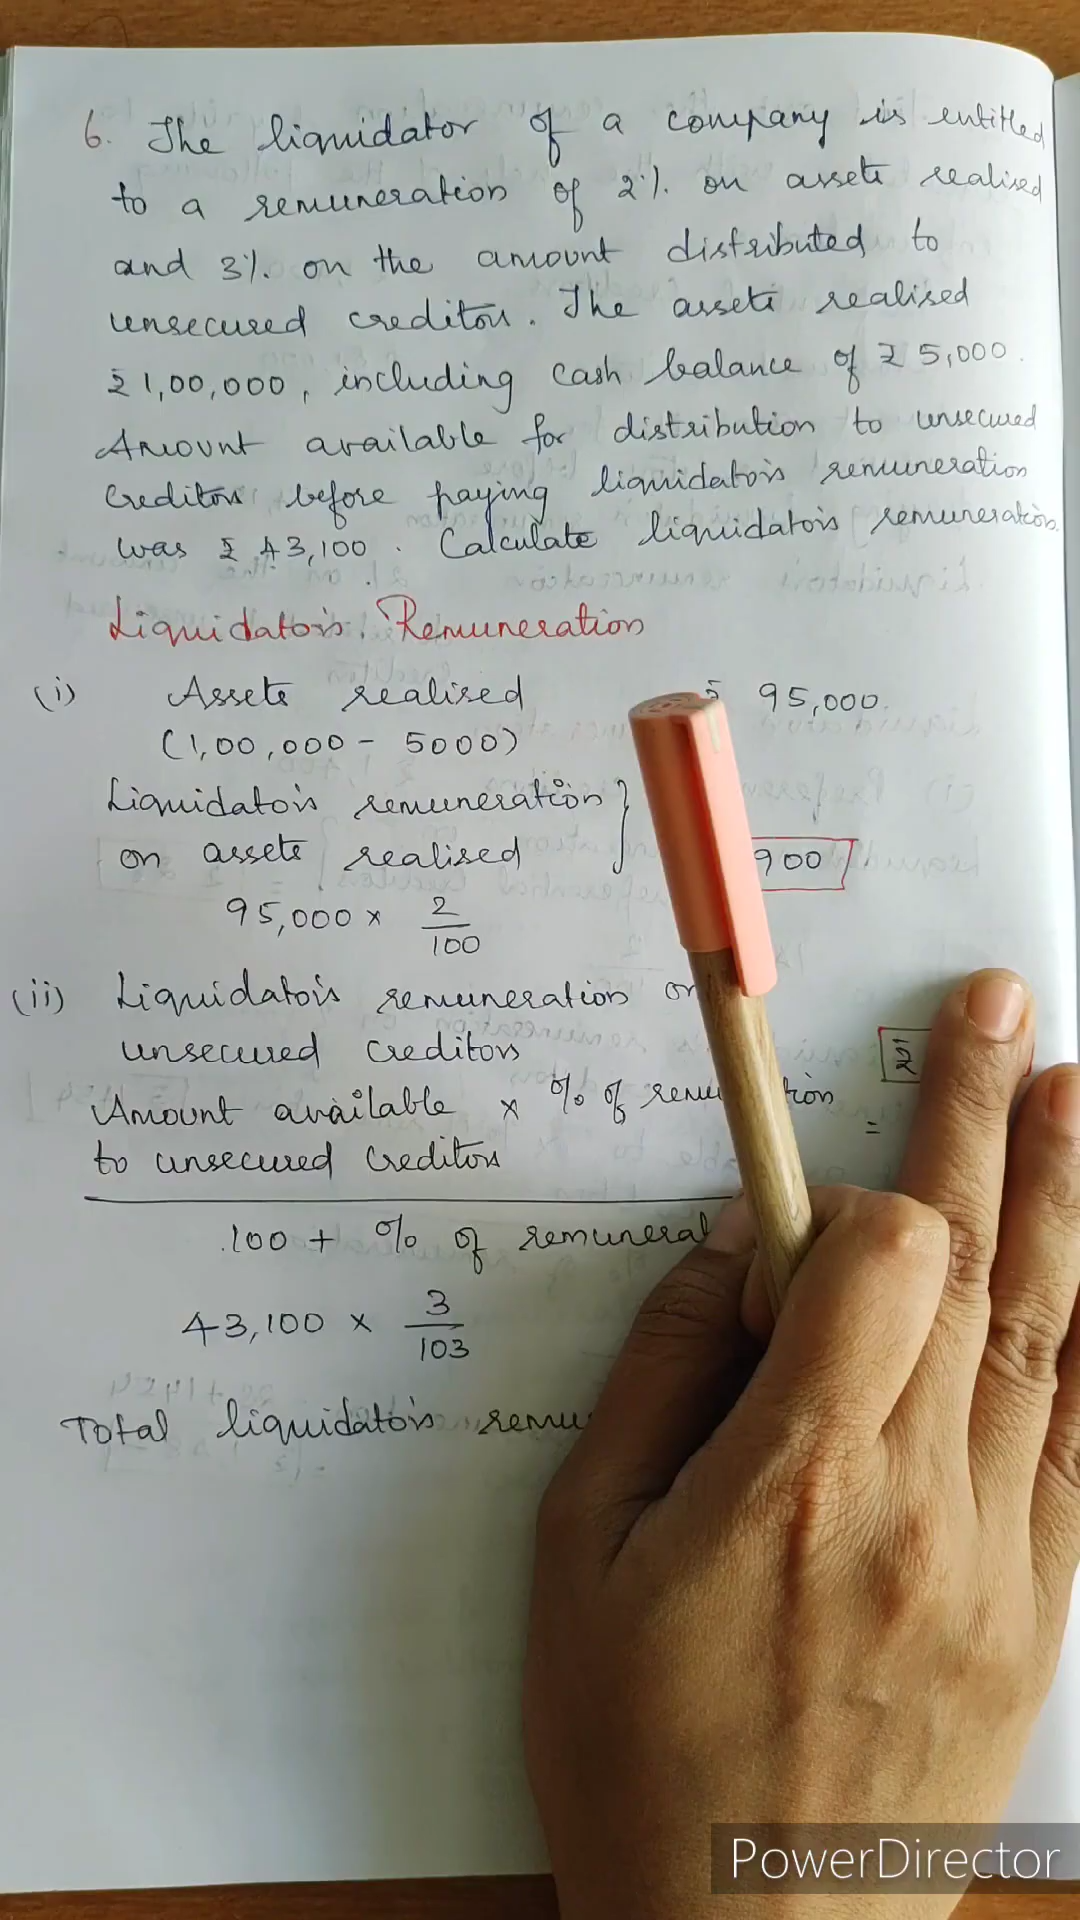 6. The liquidator of a company is entitled
to a remuneration of 2%. on assets realised
and 3%. on the amount distributed to
unsecured creditors. The assets realised
₹ 1,00,000, including cash balance of ₹ 5,000.
Amount available for distribution to unsecured
Creditors before paying liquidator's remuneration
was ₹ 43,100. Calculate liquidator's remuneration.
Liquidator's Remuneration
(i) Assets realised ₹ 95,000.
(1,00,000 - 5000)
Liquidator's remuneration }
on assets realised 900
95,000 x 2/100
(ii) Liquidator's remuneration on
unsecured creditors
Amount available x % of
to unsecured creditors =
100 + % of
43,100 x 3/103
Total liquidator's
PowerDirector